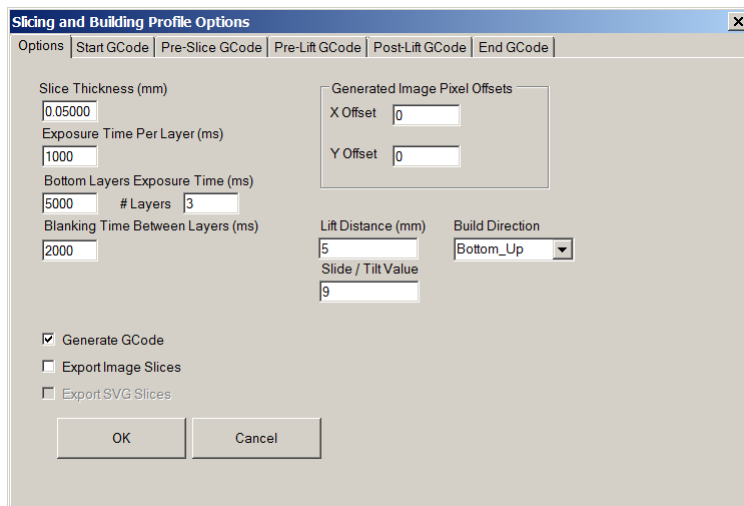 Slicing and Building Profile Options
Options Start GCode Pre-Slice GCode Pre-Lift GCode Post-Lift GCode End GCode
Slice Thickness (mm)
0.05000
Exposure Time Per Layer (ms)
1000
Bottom Layers Exposure Time (ms)
5000 # Layers 3
Blanking Time Between Layers (ms)
2000
Generated Image Pixel Offsets
X Offset 0
Y Offset 0
Lift Distance (mm) Build Direction
5 Bottom_Up
Slide / Tilt Value
9
Generate GCode
Export Image Slices
Export SVG Slices
OK Cancel